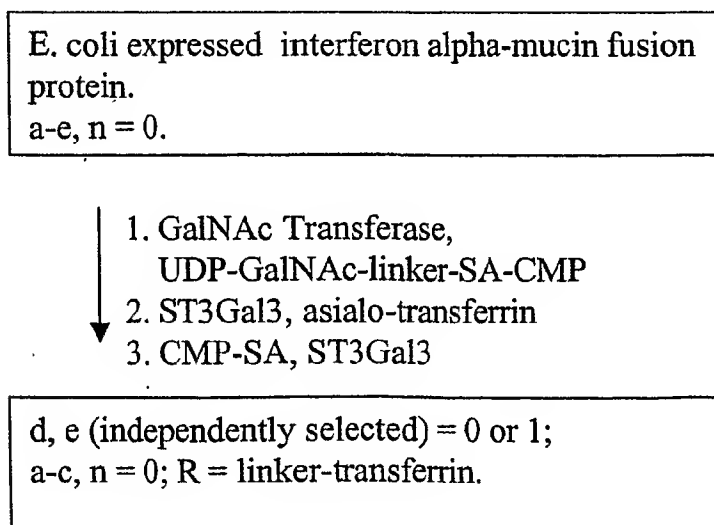 E. coli expressed interferon alpha-mucin fusion
protein.
a-e, n = 0.
1. GalNAc Transferase,
UDP-GalNAc-linker-SA-CMP
2. ST3Gal3, asialo-transferrin
3. CMP-SA, ST3Gal3
d, e (independently selected) = 0 or 1;
a-c, n = 0; R = linker-transferrin.